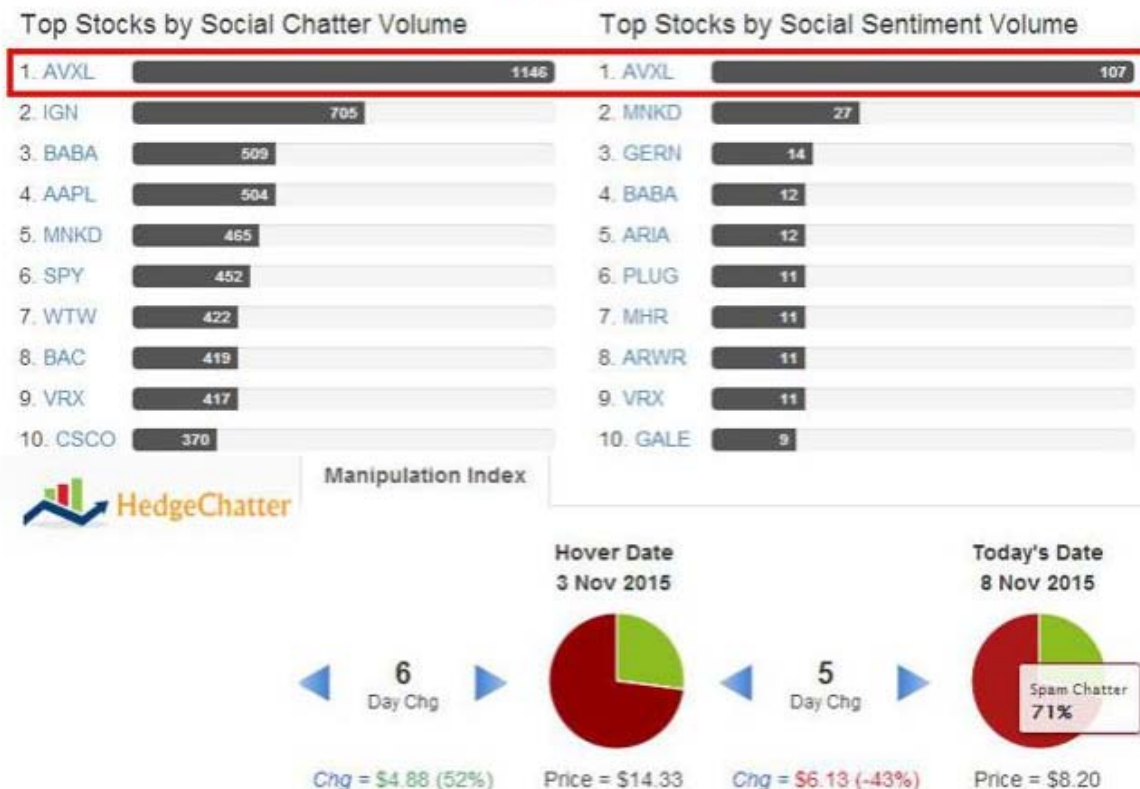 Top Stocks by Social Chatter Volume
1. AVXL 1146
2. IGN 705
3. BABA 509
4. AAPL 504
5. MNKD 465
6. SPY 452
7. WTW 422
8. BAC 419
9. VRX 417
10. CSCO 370
Top Stocks by Social Sentiment Volume
1. AVXL 107
2. MNKD 27
3. GERN 14
4. BABA 12
5. ARIA 12
6. PLUG 11
7. MHR 11
8. ARWR 11
9. VRX 11
10. GALE 9
HedgeChatter
Manipulation Index
6
Day Chg
Chg = $4.88 (52%)
Hover Date
3 Nov 2015
Price = $14.33
5
Day Chg
Chg = $6.13 (-43%)
Today's Date
8 Nov 2015
Spam Chatter
71%
Price = $8.20